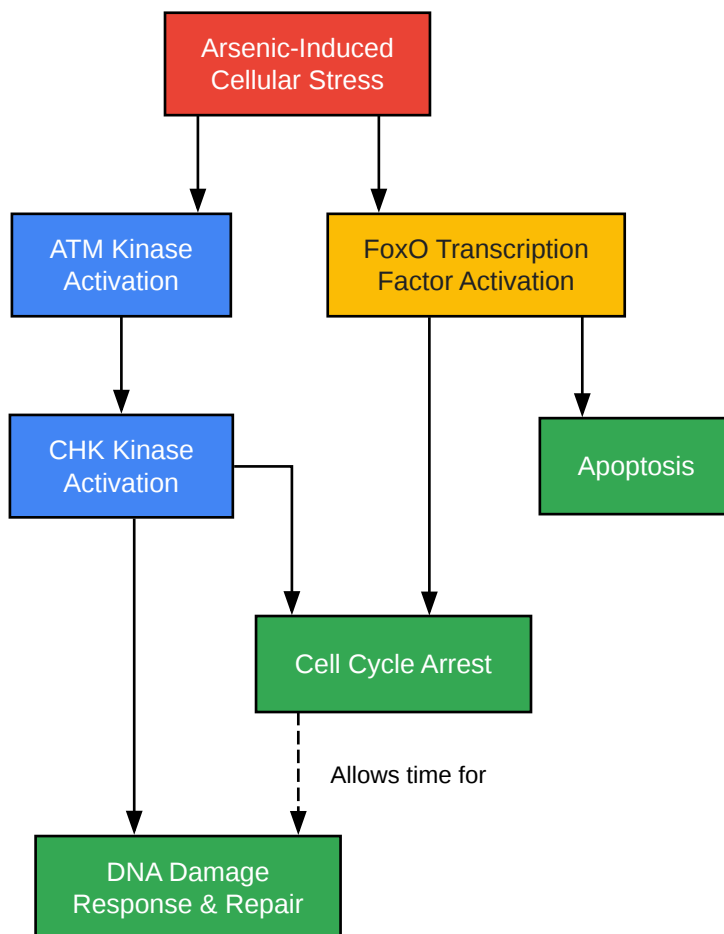 Arsenic-Induced
Cellular Stress
ATM Kinase
Activation
FoxO Transcription
Factor Activation
CHK Kinase
Activation
Apoptosis
Cell Cycle Arrest
Allows time for
DNA Damage
Response & Repair